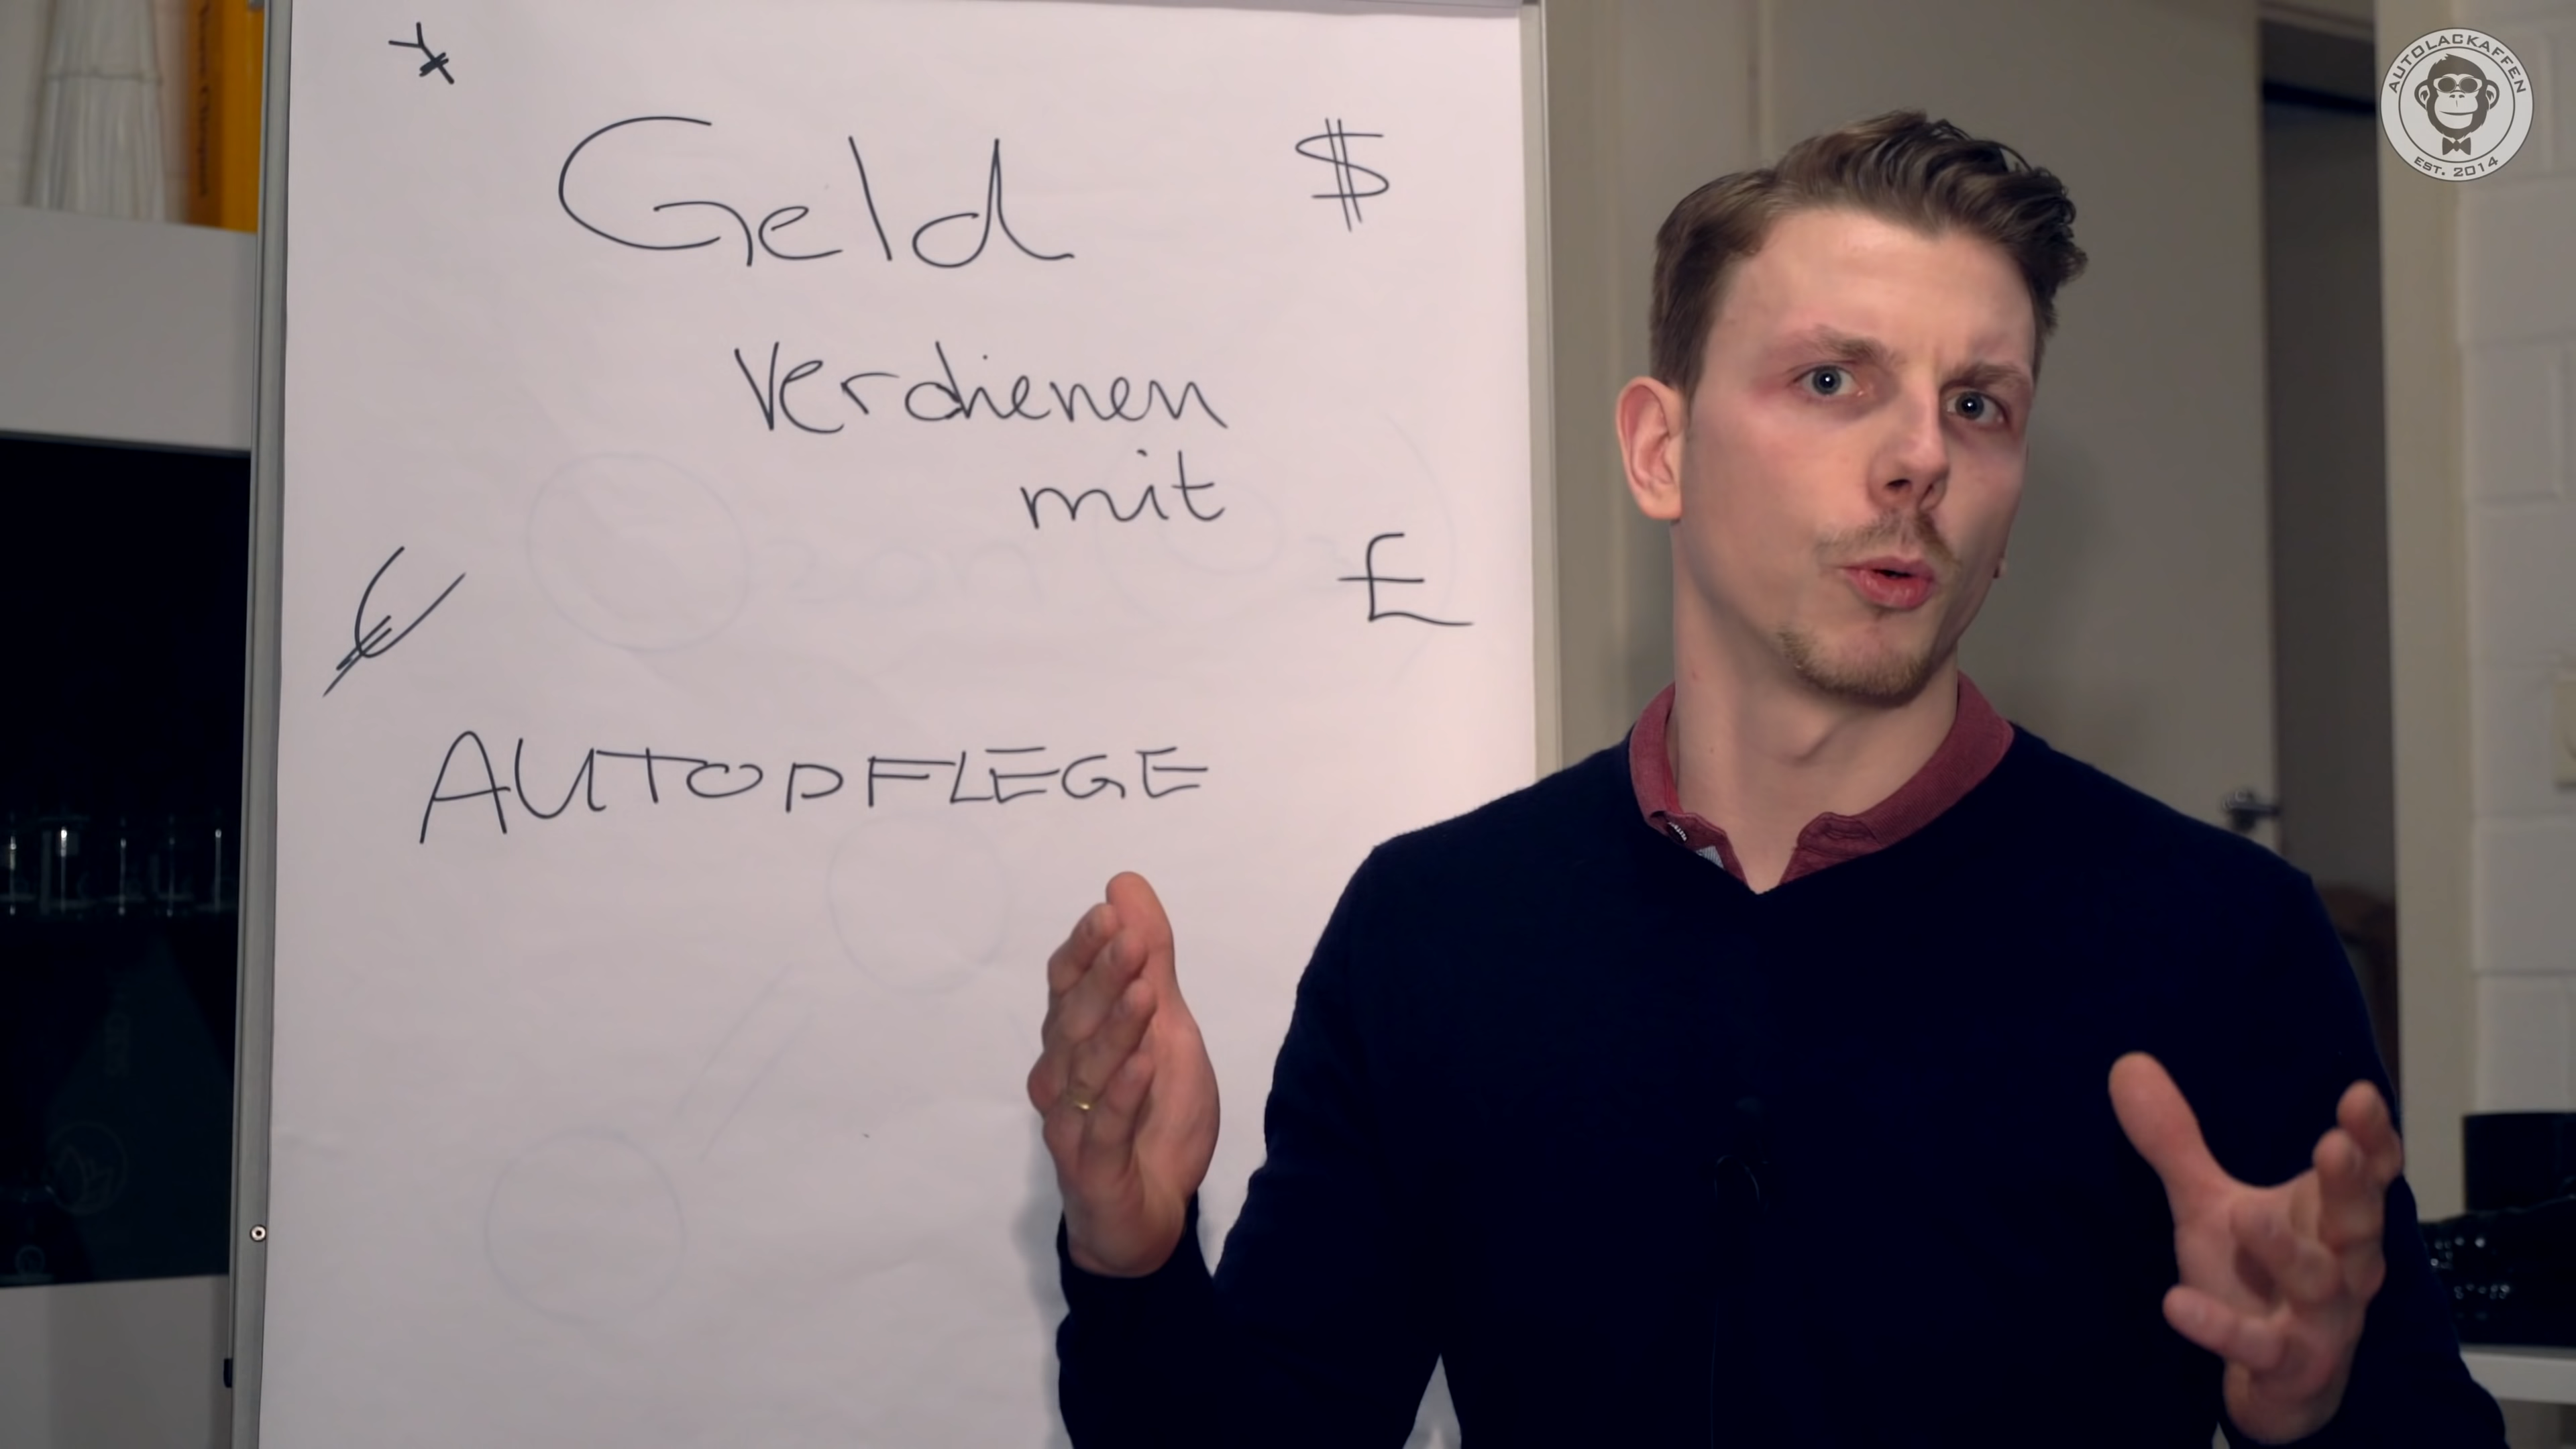 ¥
Geld
$
Verdienen
mit
€
£
AUTOPFLEGE
AUTOLACKAFFEN
EST. 2014